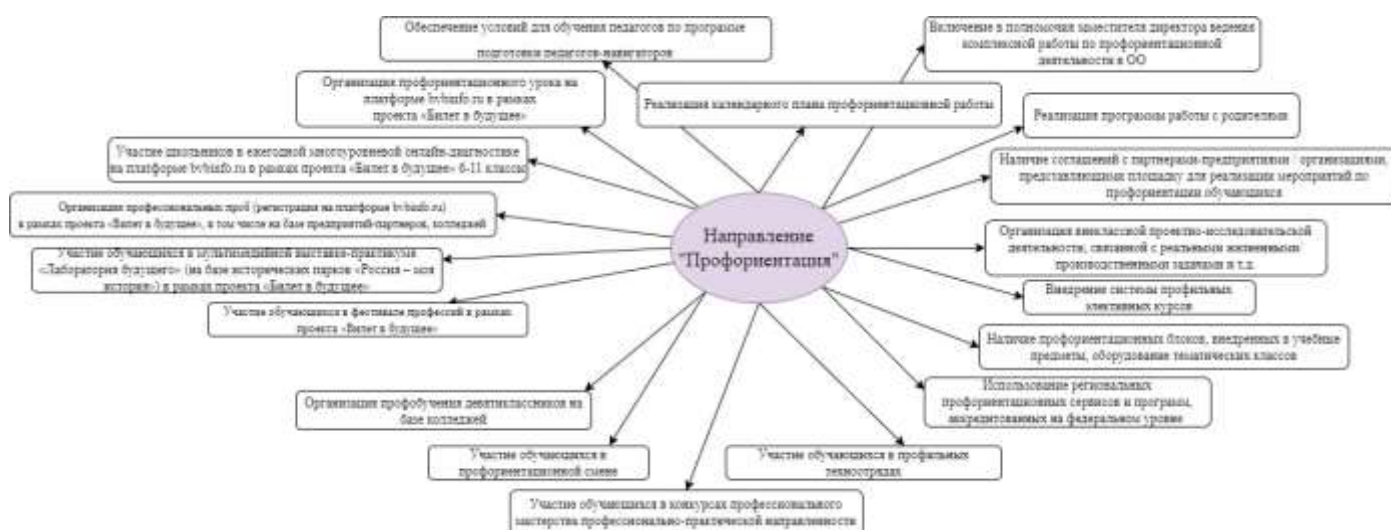 Обеспечение условий для обучения педагогов по программе
подготовки педагогов-навигаторов
Включение в полномочия заместителя директора ведения
комплексной работы по профориентационной
деятельности в ОО
Организация профориентационного урока на
платформе bvbinfo.ru в рамках
проекта «Билет в будущее»
Реализация календарного плана профориентационной работы
Реализация программы работы с родителями
Участие школьников в ежегодной многоуровневой онлайн-диагностике
на платформе bvbinfo.ru в рамках проекта «Билет в будущее» 6-11 классы
Наличие соглашений с партнерами-предприятиями / организациями,
представляющими площадку для реализации мероприятий по
профориентации обучающихся
Организация профессиональных проб (регистрация на платформе bvbinfo.ru)
в рамках проекта «Билет в будущее», в том числе на базе предприятий-партнеров, колледжей
Направление
"Профориентация"
Организация внеклассной проектно-исследовательской
деятельности, связанной с реальными жизненными/
производственными задачами и т.д.
Участие обучающихся в мультимедийной выставке-практикуме
«Лаборатория будущего» (на базе исторических парков «Россия – моя
история») в рамках проекта «Билет в будущее»
Внедрение системы профильных
элективных курсов
Участие обучающихся в фестивале профессий в рамках
проекта «Билет в будущее»
Наличие профориентационных блоков, внедренных в учебные
предметы, оборудование тематических классов
Использование региональных
профориентационных сервисов и программ,
аккредитованных на федеральном уровне
Организация профобучения девятиклассников на
базе колледжей
Участие обучающихся в
профориентационной смене
Участие обучающихся в профильных
техноотрядах
Участие обучающихся в конкурсах профессионального
мастерства профессионально-практической направленности